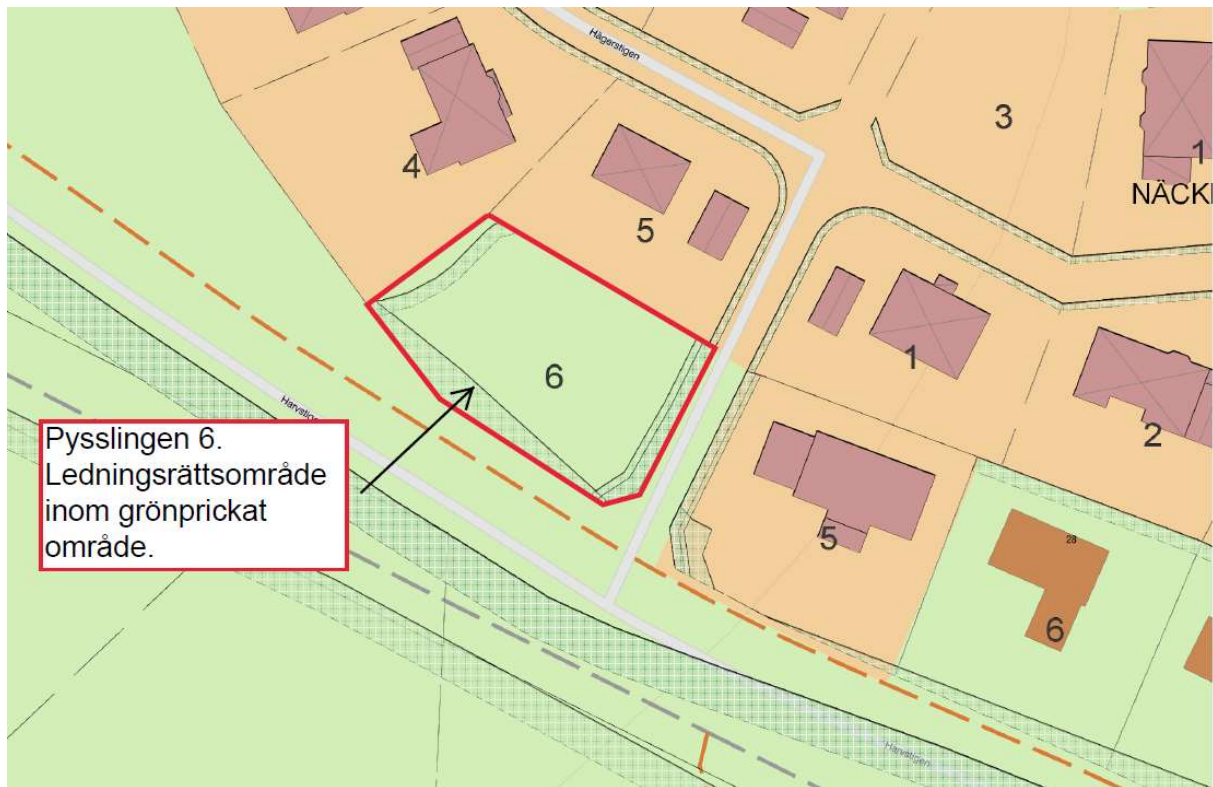 Hägerstigen
3
1
NÄCK
4
5
6
1
2
Harvstigen
Pysslingen 6.
Ledningsrättsområde
inom grönprickat
område.
5
28
6
Harvstigen